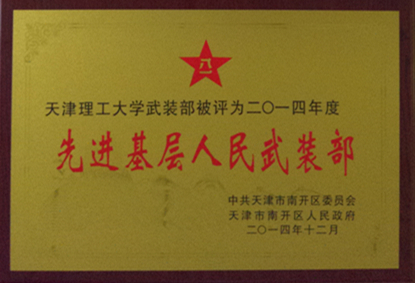 八一
天津理工大学武装部被评为二〇一四年度
先进基层人民武装部
中共天津市南开区委员会
天津市南开区人民政府
二〇一四年十二月